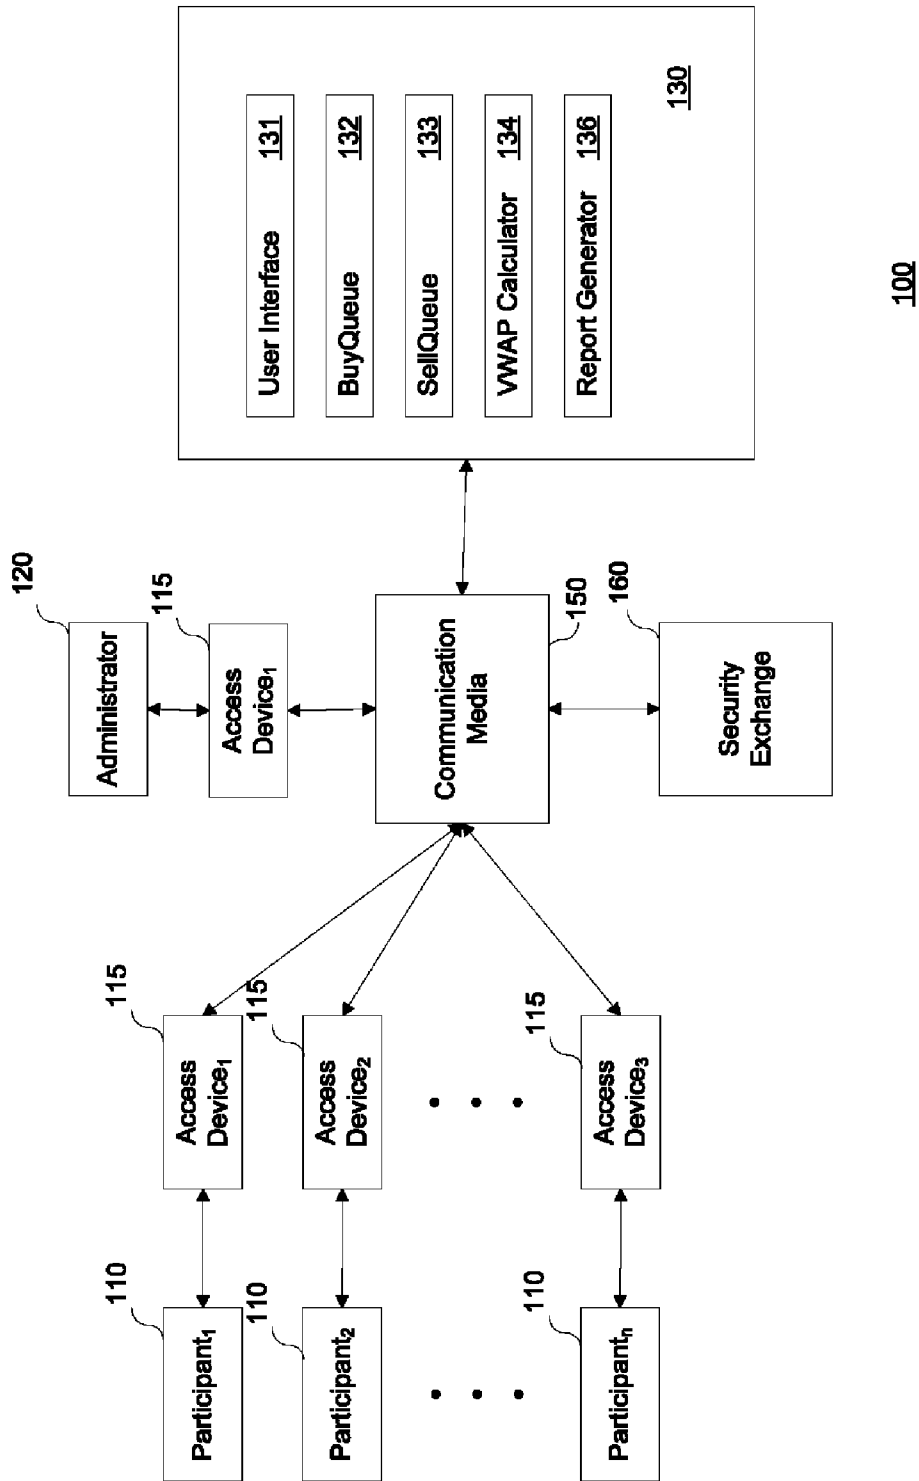 120
Administrator
115
Access
Device1
110
Participant1
115
Access
Device1
110
Participant2
115
Access
Device2
110
Participantn
115
Access
Device3
Communication
Media
150
160
Security
Exchange
User Interface 131
BuyQueue 132
SellQueue 133
VWAP Calculator 134
Report Generator 136
130
100